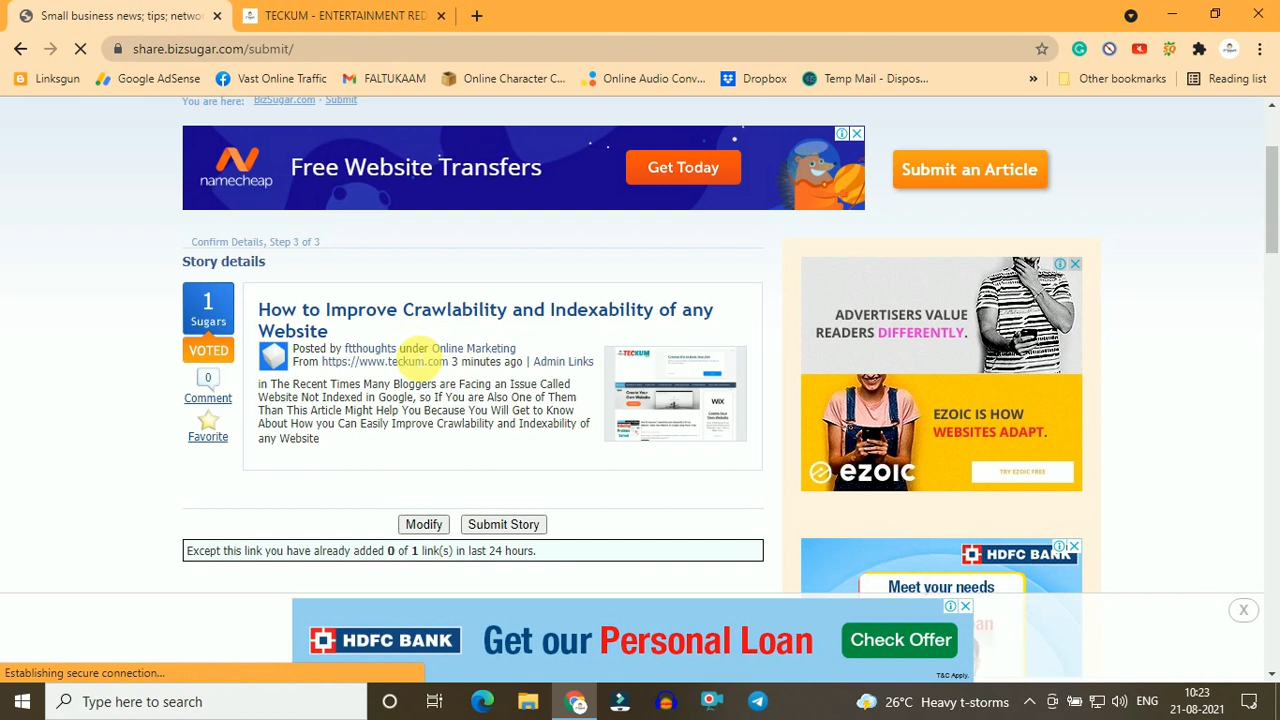 Small business news; tips; netwo
TECKUM - ENTERTAINMENT RED
share.bizsugar.com/submit/
Linksgun
Google AdSense
Vast Online Traffic
FALTUKAAM
Online Character C...
Online Audio Conv...
Dropbox
Temp Mail - Dispos...
»
Other bookmarks
Reading list
You are here: BizSugar.com - Submit
namecheap
Free Website Transfers
Get Today
Submit an Article
Confirm Details, Step 3 of 3
Story details
1
Sugars
VOTED
0
Comment
Favorite
How to Improve Crawlability and Indexability of any
Website
Posted by ftthoughts under Online Marketing
From https://www.teckum.com 3 minutes ago | Admin Links
in The Recent Times Many Bloggers are Facing an Issue Called
Website Not Indexed in Google, so If You are Also One of Them
Than This Article Might Help You Because You Will Get to Know
About How you Can Easily Improve Crawlability and Indexability of
any Website
TECKUM
WIX
ADVERTISERS VALUE
READERS DIFFERENTLY.
EZOIC IS HOW
WEBSITES ADAPT.
ezoic
TRY EZOIC FREE
Modify
Submit Story
Except this link you have already added 0 of 1 link(s) in last 24 hours.
HDFC BANK
Meet your needs
X
HDFC BANK
Get our Personal Loan
Check Offer
T&C Apply.
Establishing secure connection...
Type here to search
26°C Heavy t-storms
ENG
10:23
21-08-2021